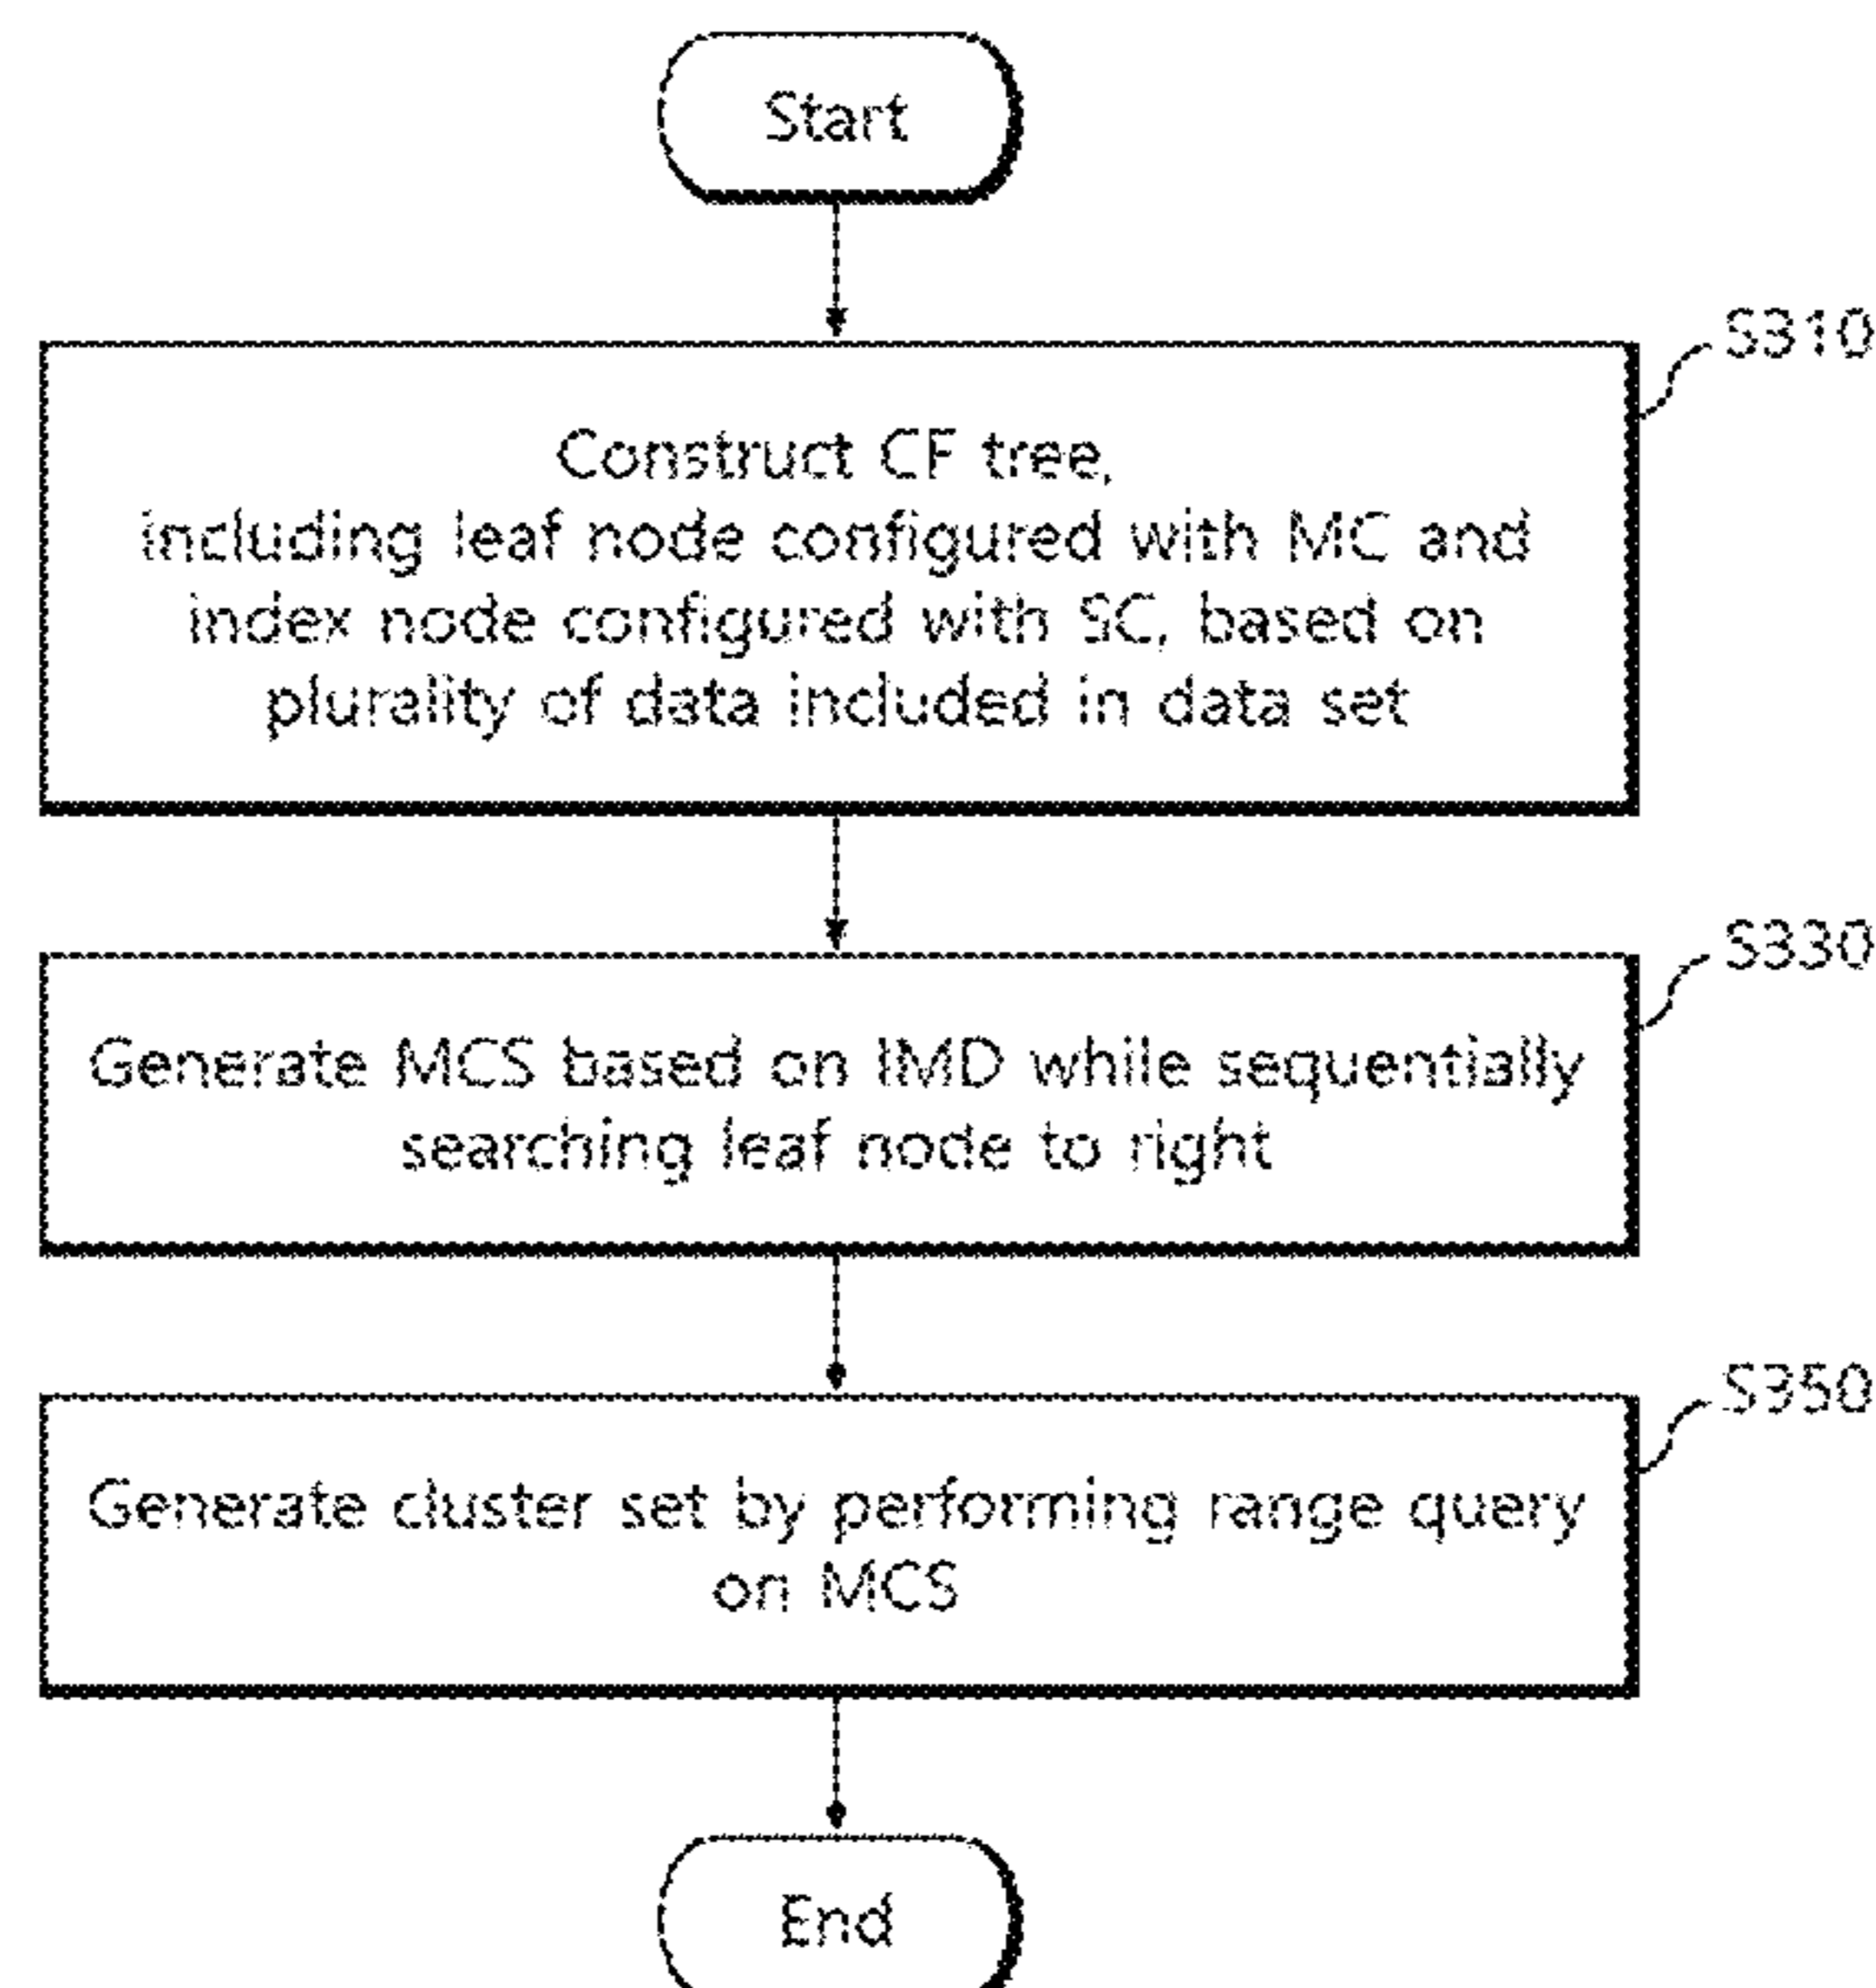 Start
S310
Construct CF tree,
including leaf node configured with MC and
index node configured with SC, based on
plurality of data included in data set
S330
Generate MCS based on IMD while sequentially
searching leaf node to right
S350
Generate cluster set by performing range query
on MCS
End